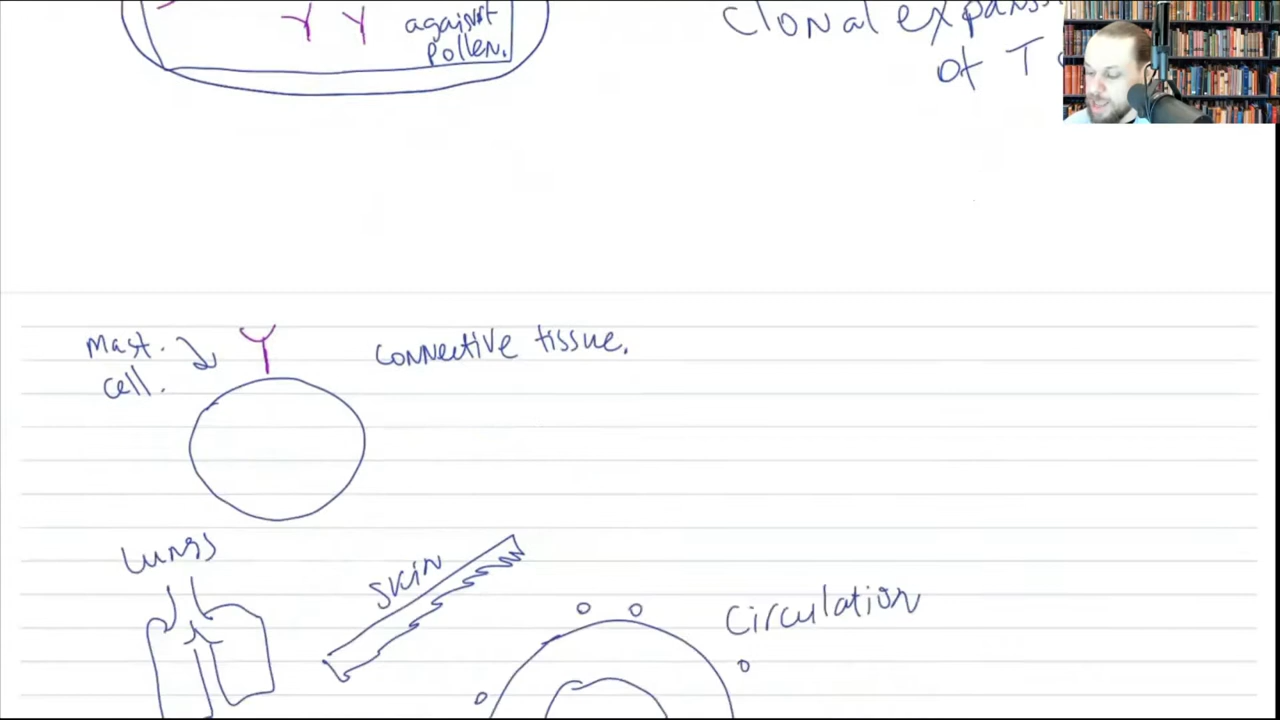 against
pollen.
Clonal expans
of T
Mast.
cell.
connective tissue.
Lungs
Skin
Circulation